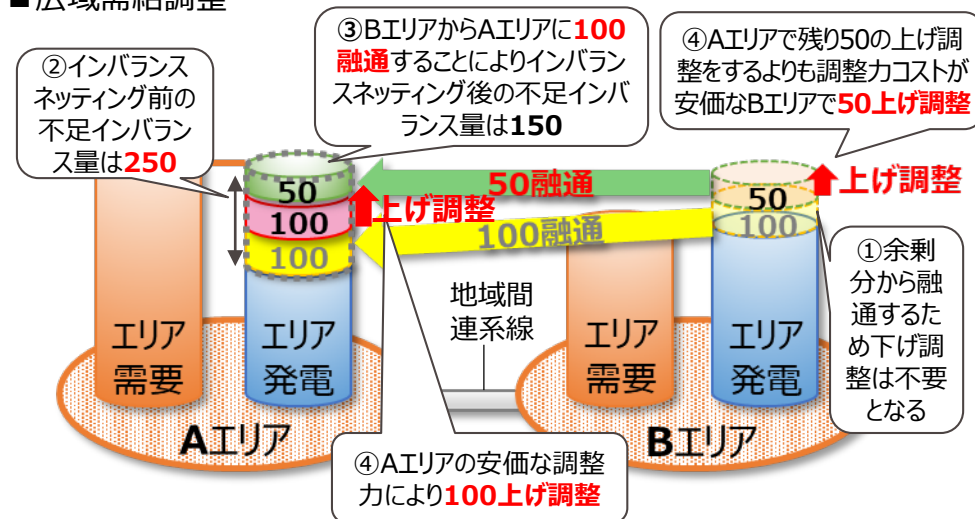 ■広域需給調整
②インバランス
ネッティング前の
不足インバラン
ス量は250
③BエリアからAエリアに100
融通することによりインバラン
スネッティング後の不足インバ
ランス量は150
④Aエリアで残り50の上げ調
整をするよりも調整力コストが
安価なBエリアで50上げ調整
50
100
100
上げ調整
50融通
100融通
上げ調整
50
100
①余剰
分から融
通するた
め下げ調
整は不要
となる
地域間
連系線
エリア
需要
エリア
発電
Aエリア
エリア
需要
エリア
発電
Bエリア
④Aエリアの安価な調整
力により100上げ調整